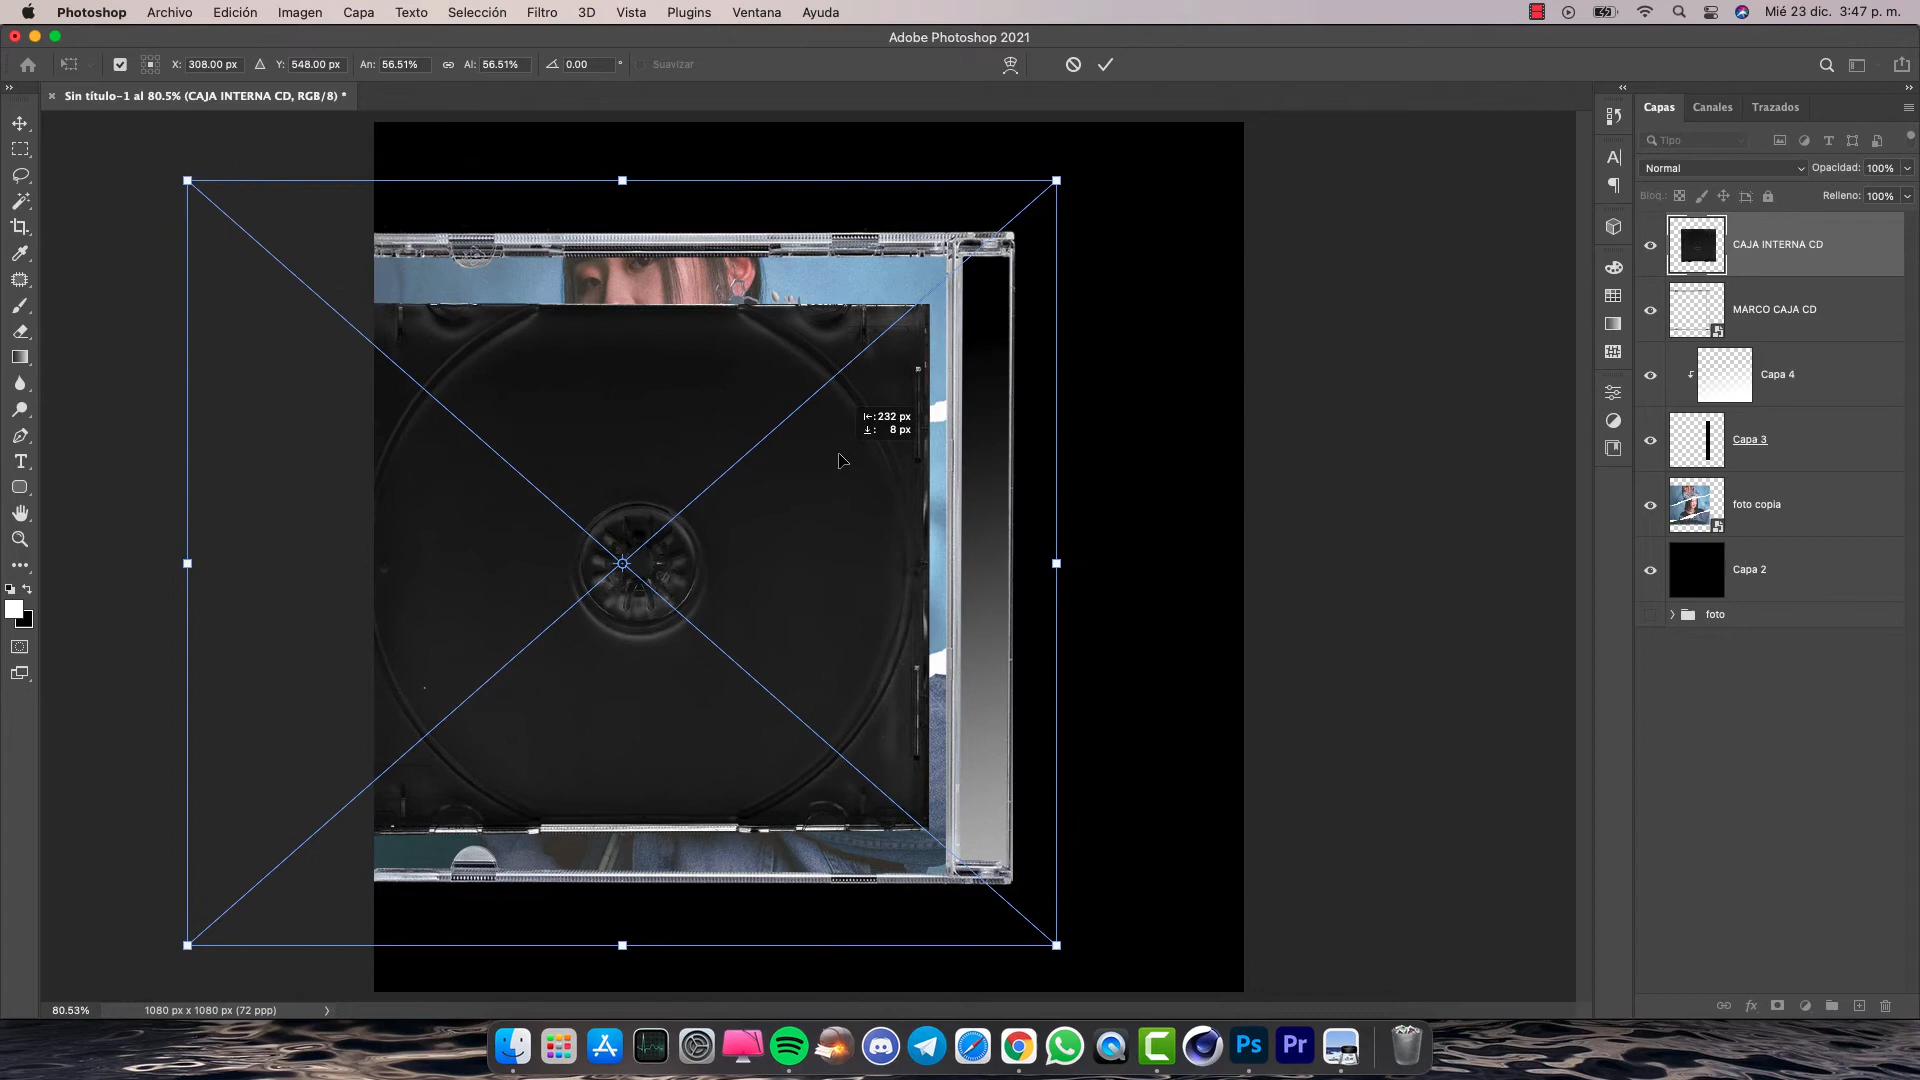 Photoshop Archivo Edición Imagen Capa Texto Selección Filtro 3D Vista Plugins Ventana Ayuda Mié 23 dic. 3:47 p. m.
Adobe Photoshop 2021
X: 308.00 px Y: 548.00 px An: 56.51% Al: 56.51% 0.00 ° Suavizar
Sin título-1 al 80.5% (CAJA INTERNA CD, RGB/8) *
Capas Canales Trazados
Tipo
Normal Opacidad: 100%
Bloq.: Relleno: 100%
CAJA INTERNA CD
MARCO CAJA CD
Capa 4
232 px
8 px
Capa 3
foto copia
Capa 2
foto
80.53% 1080 px x 1080 px (72 ppp)
Ps Pr